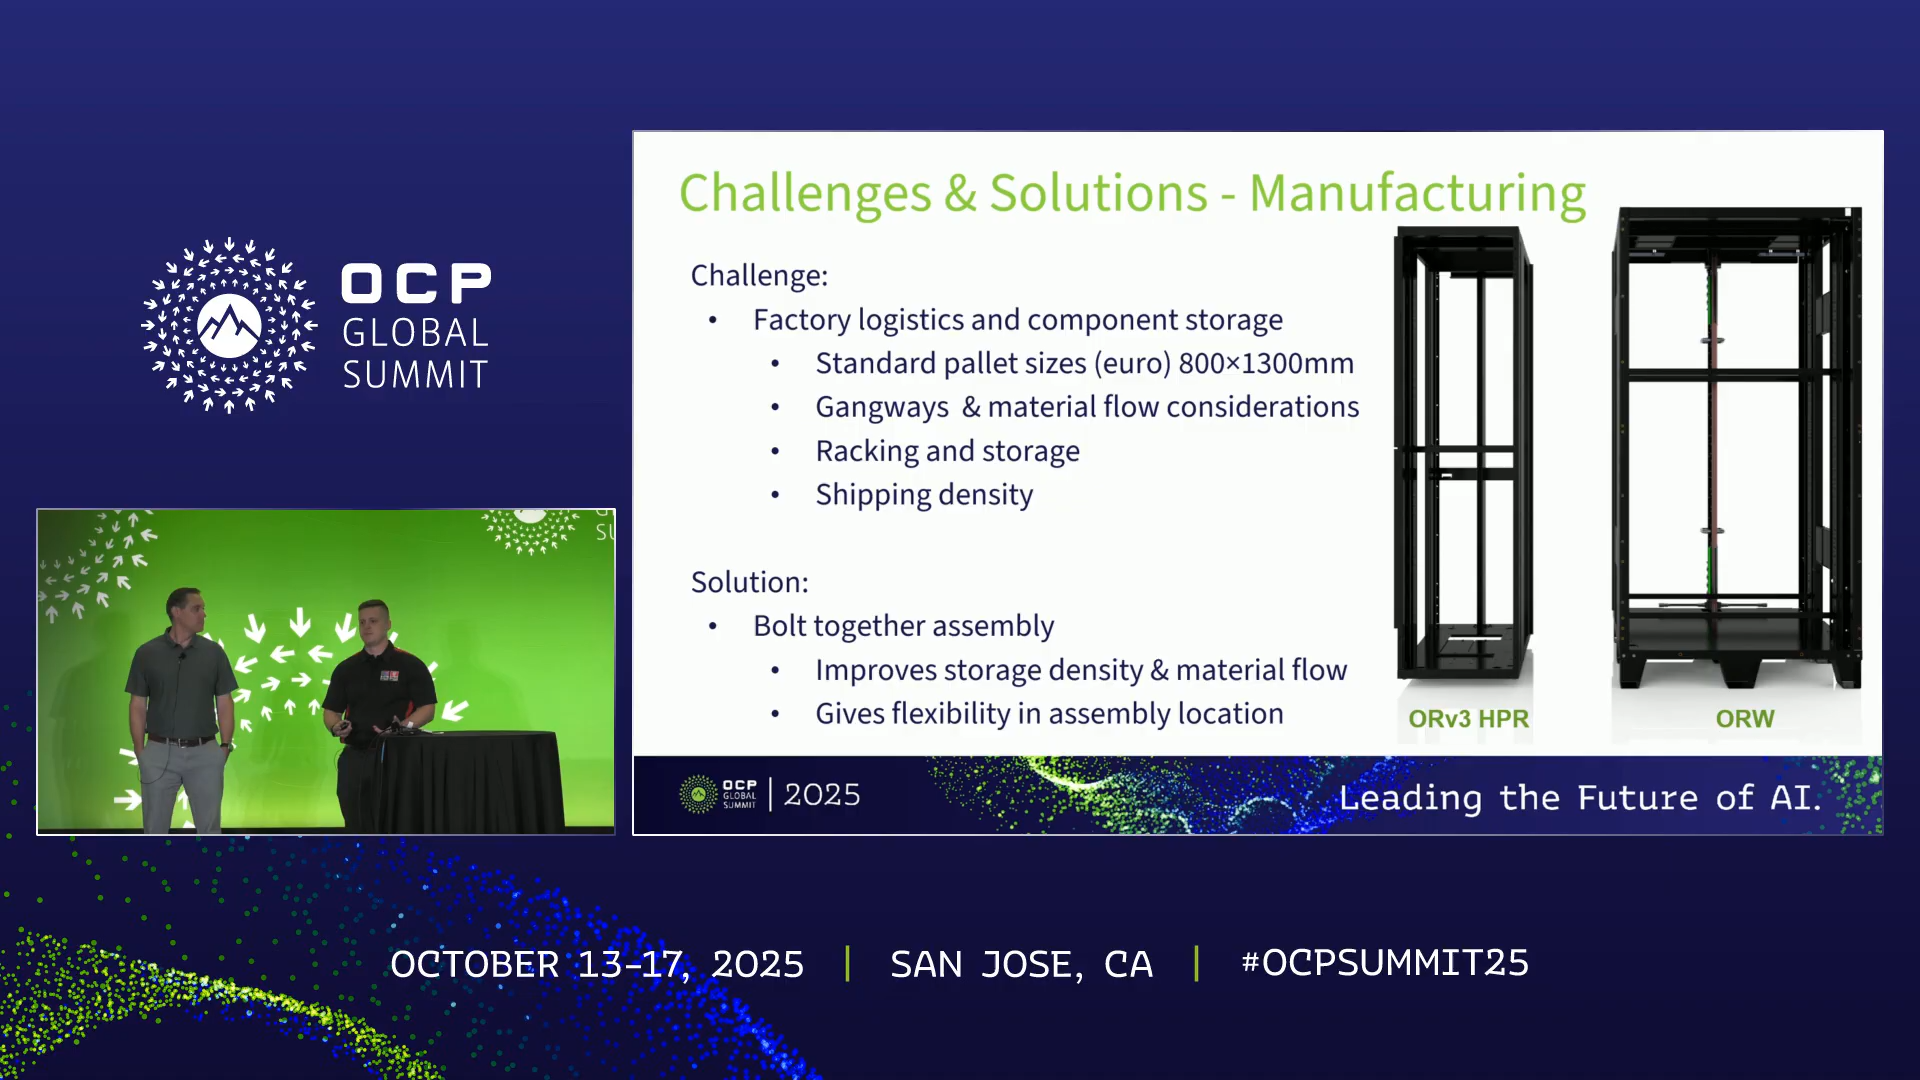 OCP
GLOBAL
SUMMIT
Challenges & Solutions - Manufacturing
Challenge:
• Factory logistics and component storage
• Standard pallet sizes (euro) 800×1300mm
• Gangways & material flow considerations
• Racking and storage
• Shipping density
Solution:
• Bolt together assembly
• Improves storage density & material flow
• Gives flexibility in assembly location
ORv3 HPR
ORW
OCP
GLOBAL
SUMMIT
2025
Leading the Future of AI.
OCTOBER 13-17, 2025 | SAN JOSE, CA | #OCPSUMMIT25